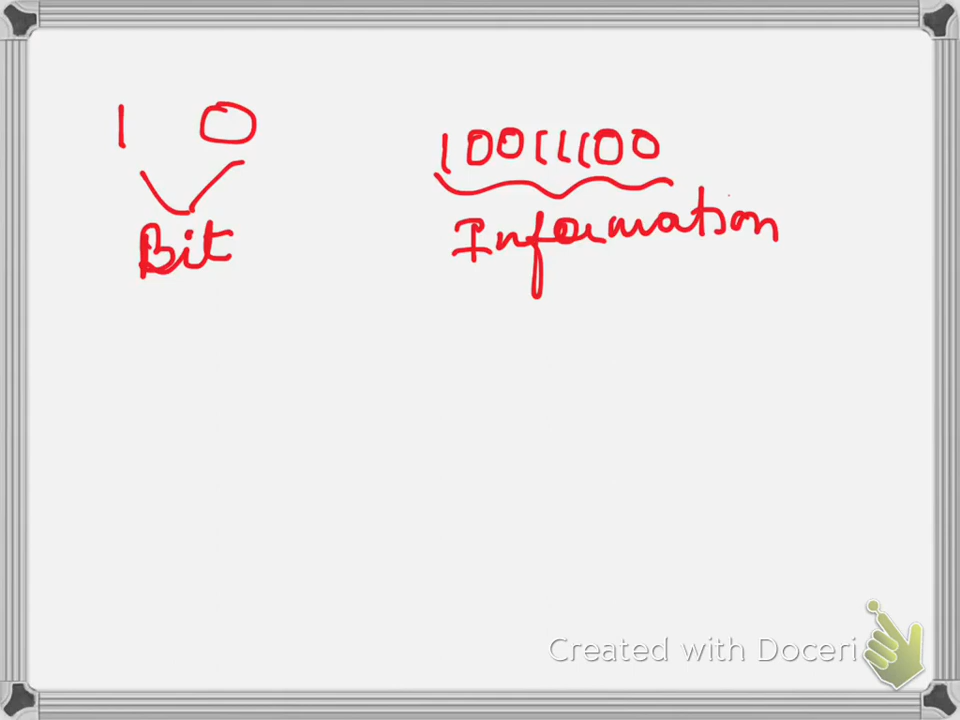 1 0
10011100
Bit
Information
Created with Doceri